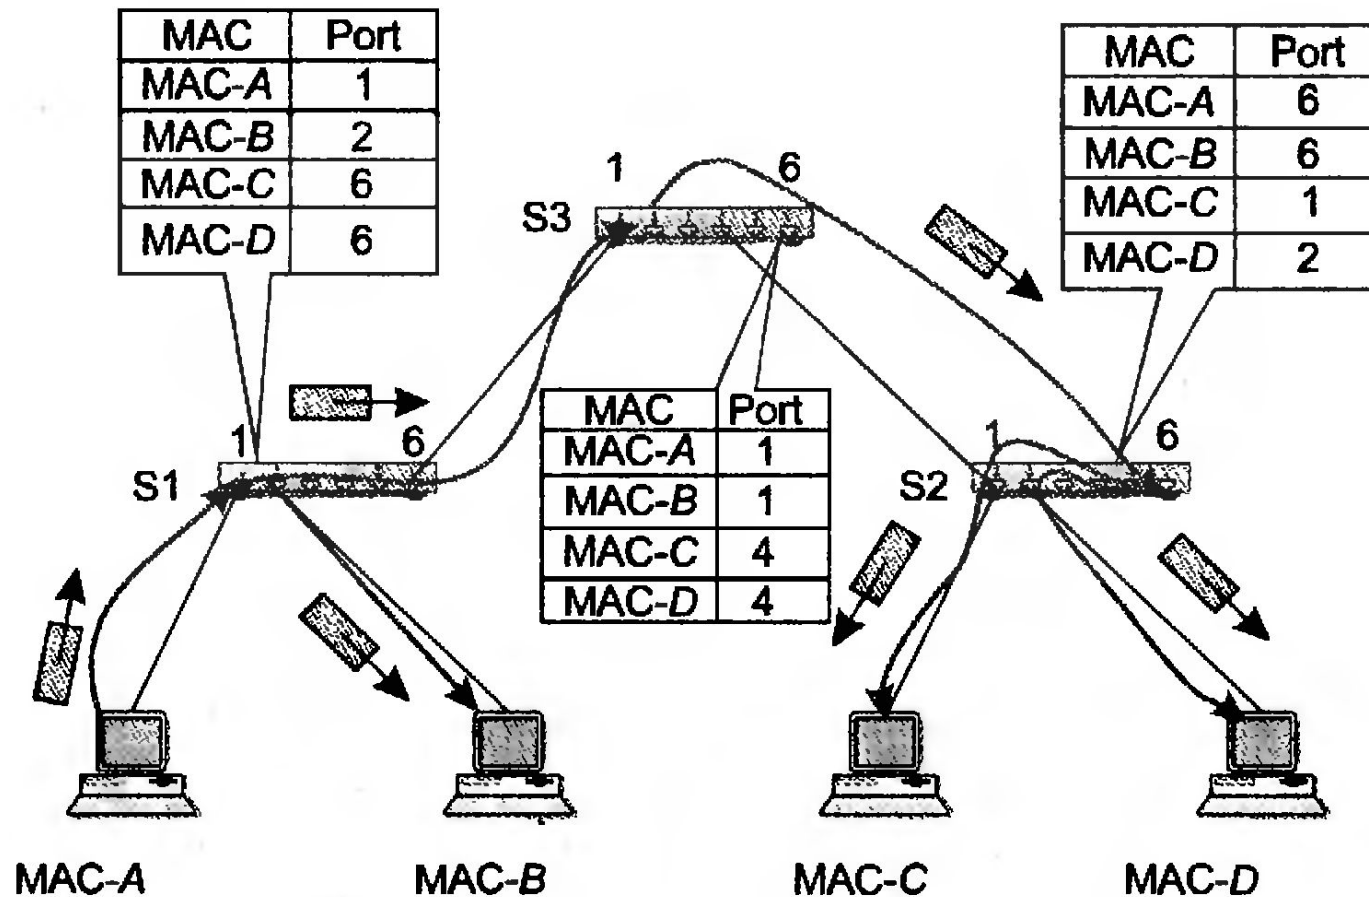 MAC Port
MAC-A 1
MAC-B 2
MAC-C 6
MAC-D 6
MAC Port
MAC-A 6
MAC-B 6
MAC-C 1
MAC-D 2
1 6
S3
MAC Port
MAC-A 1
MAC-B 1
MAC-C 4
MAC-D 4
1 6
S1
1 6
S2
MAC-A MAC-B MAC-C MAC-D